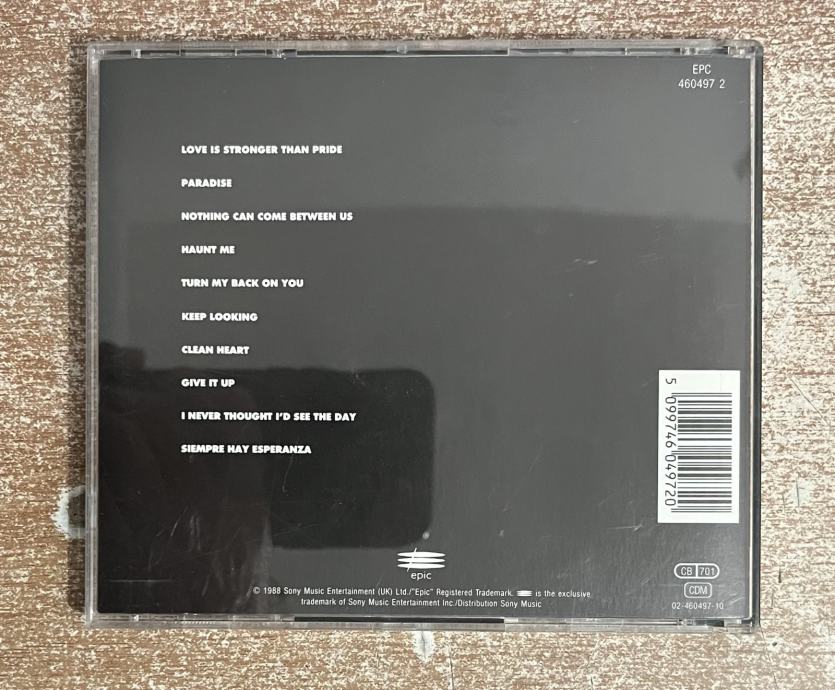 EPC
460497 2
LOVE IS STRONGER THAN PRIDE
PARADISE
NOTHING CAN COME BETWEEN US
HAUNT ME
TURN MY BACK ON YOU
KEEP LOOKING
CLEAN HEART
GIVE IT UP
I NEVER THOUGHT I'D SEE THE DAY
SIEMPRE HAY ESPERANZA
5 099746 049720
epic
© 1988 Sony Music Entertainment (UK) Ltd./"Epic" Registered Trademark. is the exclusive
trademark of Sony Music Entertainment Inc./Distribution Sony Music
CB 701
CDM
02-460497-10